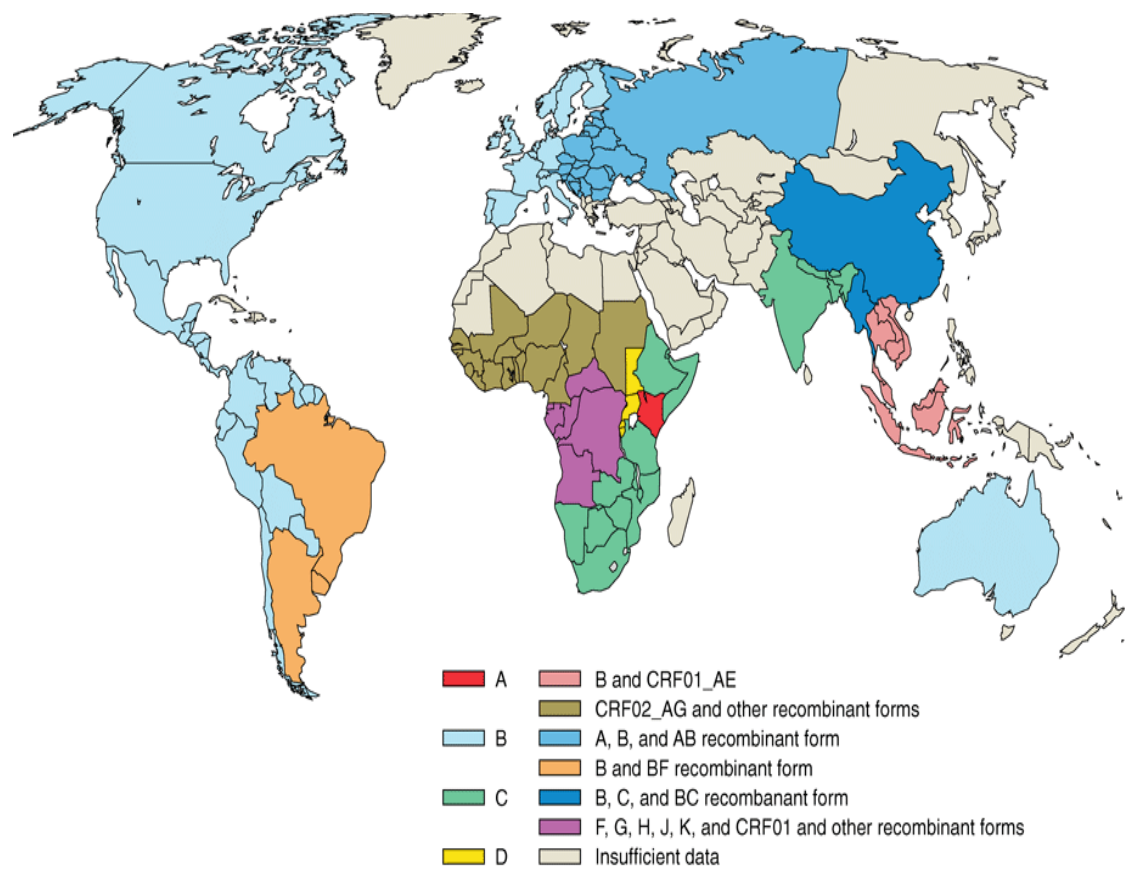 A
B and CRF01_AE
CRF02_AG and other recombinant forms
B
A, B, and AB recombinant form
B and BF recombinant form
C
B, C, and BC recombanant form
F, G, H, J, K, and CRF01 and other recombinant forms
D
Insufficient data